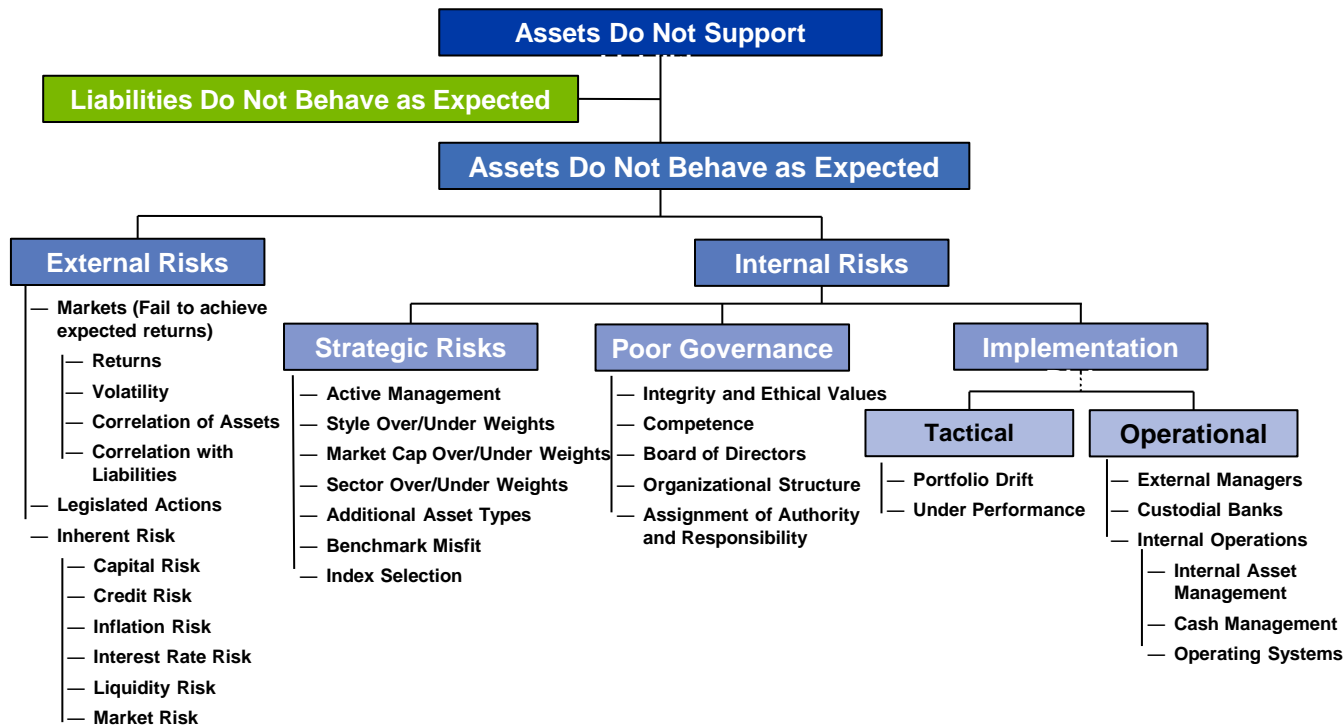 Assets Do Not Support
Liabilities Do Not Behave as Expected
Assets Do Not Behave as Expected
External Risks
— Markets (Fail to achieve
expected returns)
— Returns
— Volatility
— Correlation of Assets
— Correlation with
Liabilities
— Legislated Actions
— Inherent Risk
— Capital Risk
— Credit Risk
— Inflation Risk
— Interest Rate Risk
— Liquidity Risk
— Market Risk
Internal Risks
Strategic Risks
— Active Management
— Style Over/Under Weights
— Market Cap Over/Under Weights
— Sector Over/Under Weights
— Additional Asset Types
— Benchmark Misfit
— Index Selection
Poor Governance
— Integrity and Ethical Values
— Competence
— Board of Directors
— Organizational Structure
— Assignment of Authority
and Responsibility
Implementation
Tactical
— Portfolio Drift
— Under Performance
Operational
— External Managers
— Custodial Banks
— Internal Operations
— Internal Asset
Management
— Cash Management
— Operating Systems